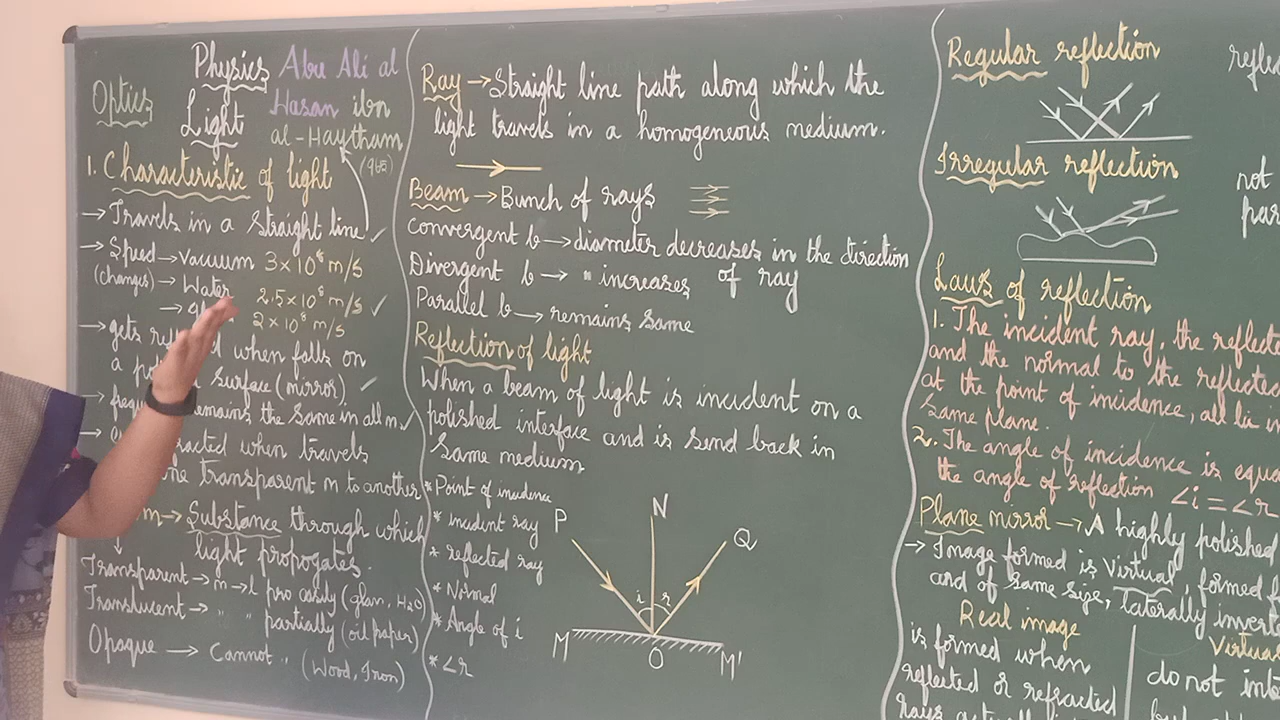 Physics
Optics
Light
Abu Ali al
Hasan ibn
al-Haytham
(965)
1. Characteristic of light
→ Travels in a straight line ✓
→ Speed → Vacuum 3×10⁸ m/s
(changes) → Water 2.5×10⁸ m/s ✓
→ 2×10⁸ m/s
→ gets when falls on
a surface (mirror) ✓
→ remains the same in all m ✓
→ when travels
transparent m to another
m → Substance through which
light propogates.
Transparent → m → l pro easily (glass, H₂O)
Translucent → " " partially (oil paper)
Opaque → Cannot " (Wood, Iron)
Ray → Straight line path along which the
light travels in a homogeneous medium.
Beam → Bunch of rays
Convergent b → diameter decreases in the direction
Divergent b → " increases of ray
Parallel b → remains same
Reflection of light
When a beam of light is incident on a
polished interface and is send back in
same medium
* Point of incidence
* incident ray
* reflected ray
* Normal
* Angle of i
* ∠r
P N Q
i r
M O M'
Regular reflection
Irregular reflection
Laws of reflection
1. The incident ray, the
and the normal to the
at the point of incidence, all lie
same plane.
2. The angle of incidence is
the angle of reflection ∠i = ∠r
Plane mirror → A highly polished
→ Image formed is Virtual, formed
and of same size, laterally
Real image
is formed when
reflected or refracted
rays
do not
not